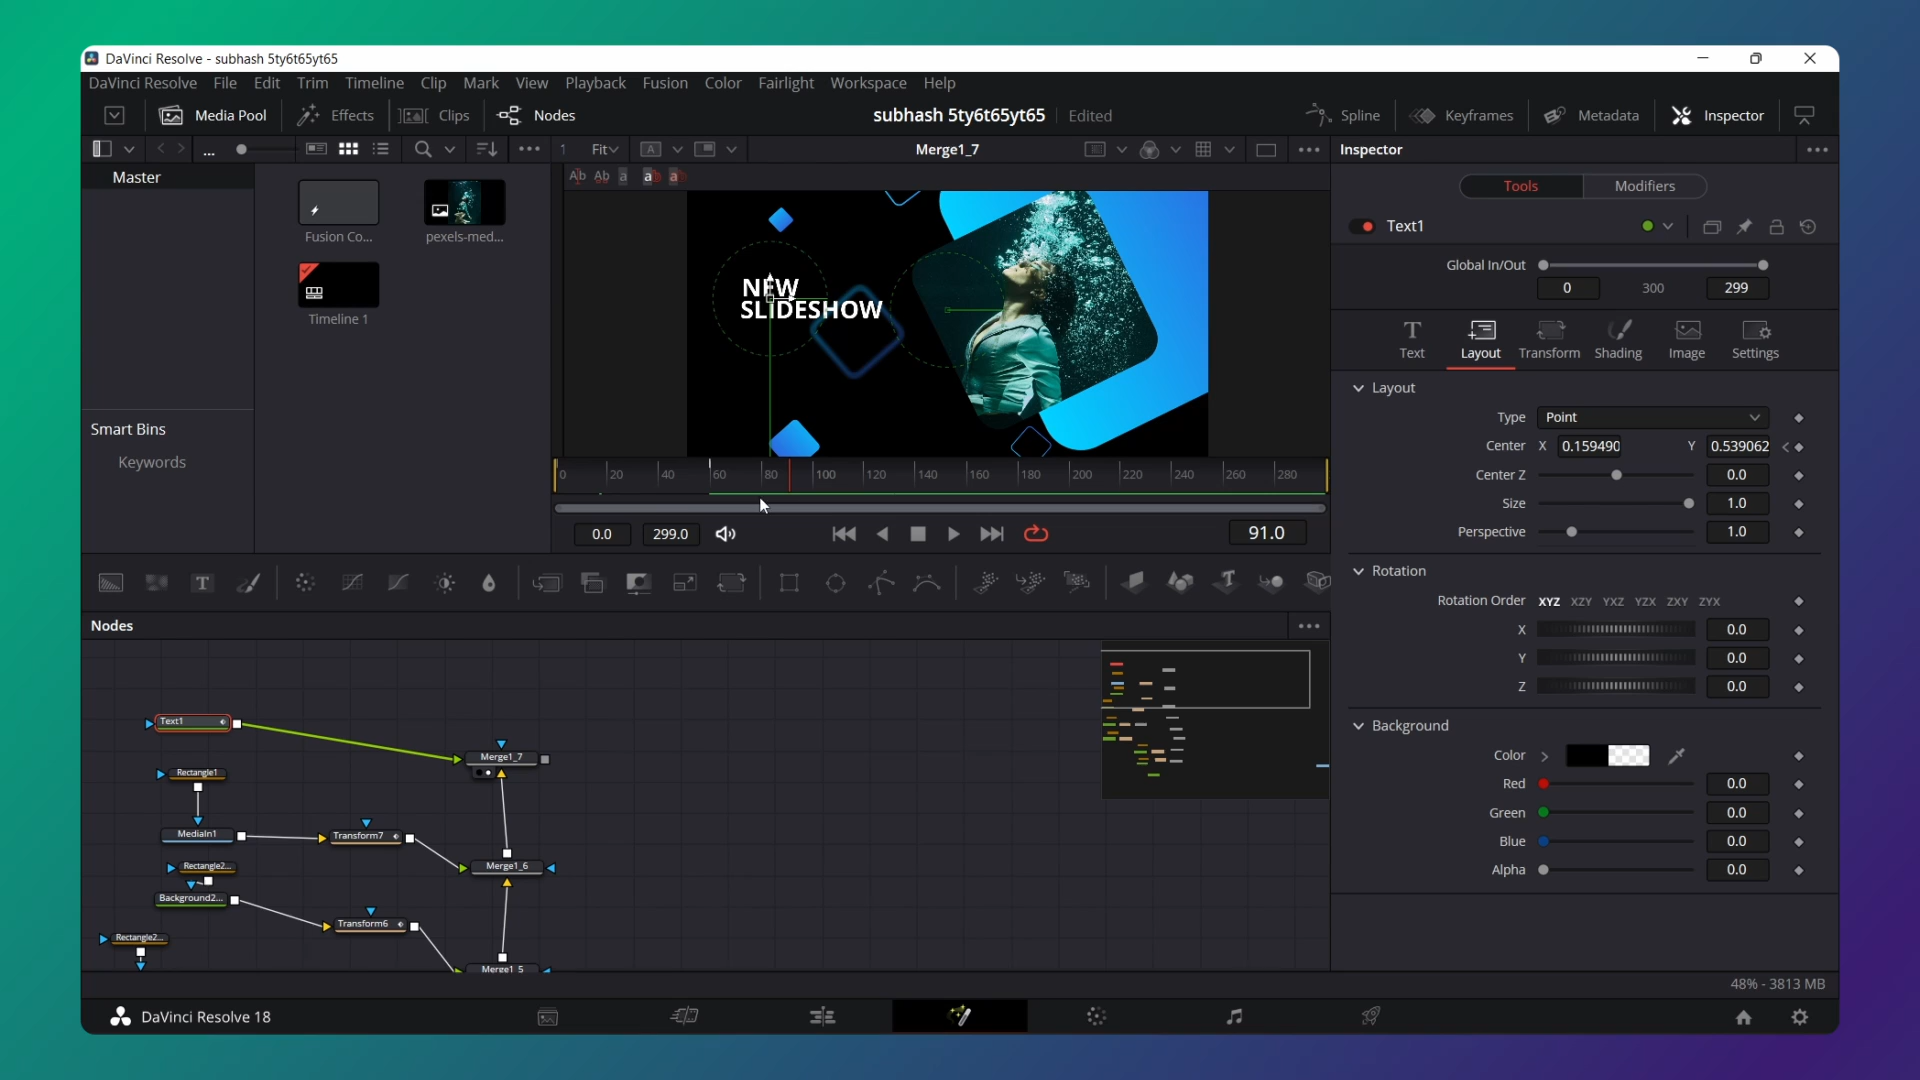 DaVinci Resolve - subhash 5ty6t65yt65
DaVinci Resolve File Edit Trim Timeline Clip Mark View Playback Fusion Color Fairlight Workspace Help
Media Pool Effects Clips Nodes
subhash 5ty6t65yt65 Edited
Spline Keyframes Metadata Inspector
... Fit Merge1_7 Inspector
Master
Fusion Co...
pexels-med...
Timeline 1
Smart Bins
Keywords
NEW
SLIDESHOW
0 20 40 60 80 100 120 140 160 180 200 220 240 260 280
0.0 299.0 91.0
Nodes
Text1
Merge1_7
Rectangle1
MediaIn1
Transform7
Merge1_6
Rectangle2...
Background2...
Transform6
Rectangle2...
Merge1_5
Tools Modifiers
Text1
Global In/Out
0 300 299
Text Layout Transform Shading Image Settings
Layout
Type Point
Center X 0.159490 Y 0.539062
Center Z 0.0
Size 1.0
Perspective 1.0
Rotation
Rotation Order XYZ XZY YXZ YZX ZXY ZYX
X 0.0
Y 0.0
Z 0.0
Background
Color
Red 0.0
Green 0.0
Blue 0.0
Alpha 0.0
48% - 3813 MB
DaVinci Resolve 18